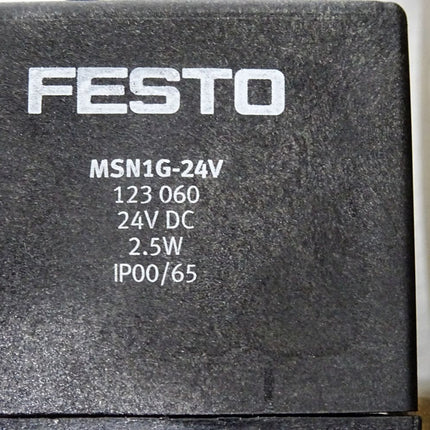 FESTO
MSN1G-24V
123 060
24V DC
2.5W
IP00/65